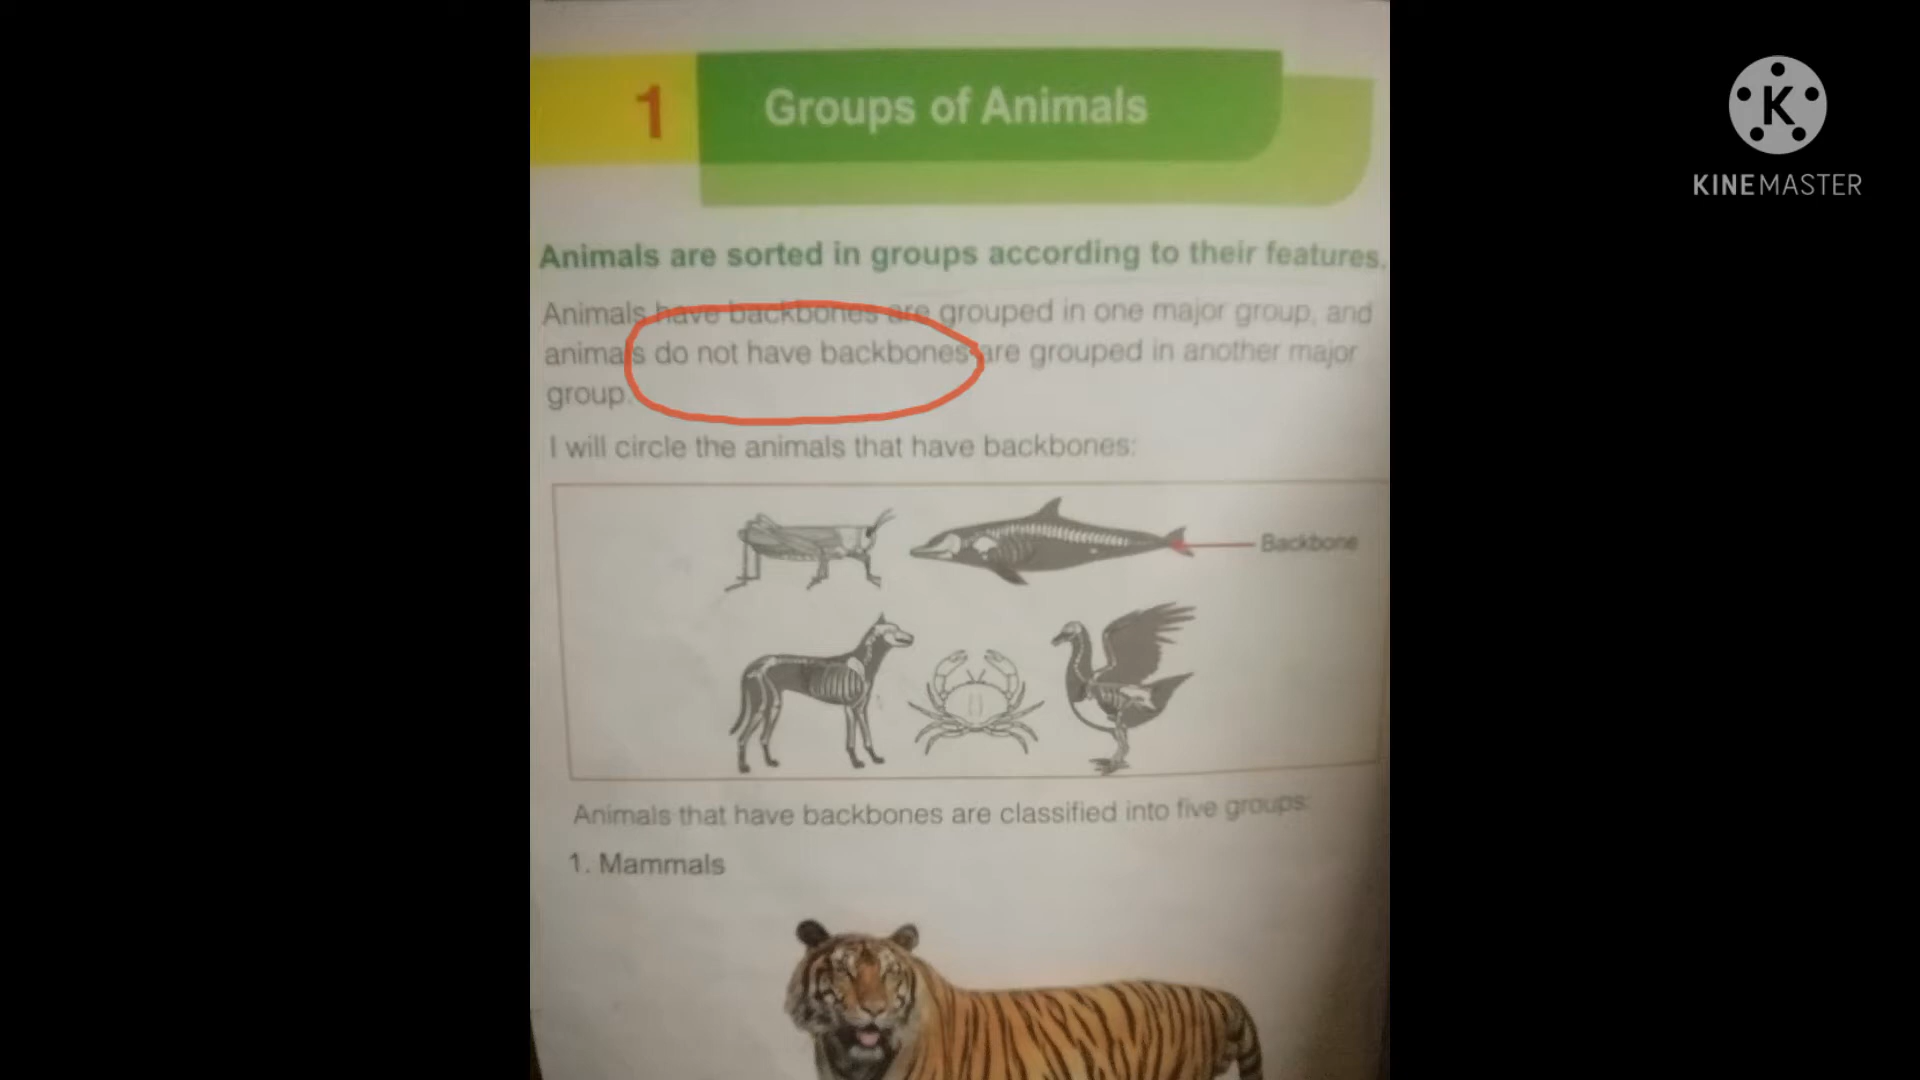 1 Groups of Animals
K
KINEMASTER
Animals are sorted in groups according to their features.
Animals have backbones are grouped in one major group, and
animals do not have backbones are grouped in another major
group.
I will circle the animals that have backbones:
Backbone
Animals that have backbones are classified into five groups:
1. Mammals